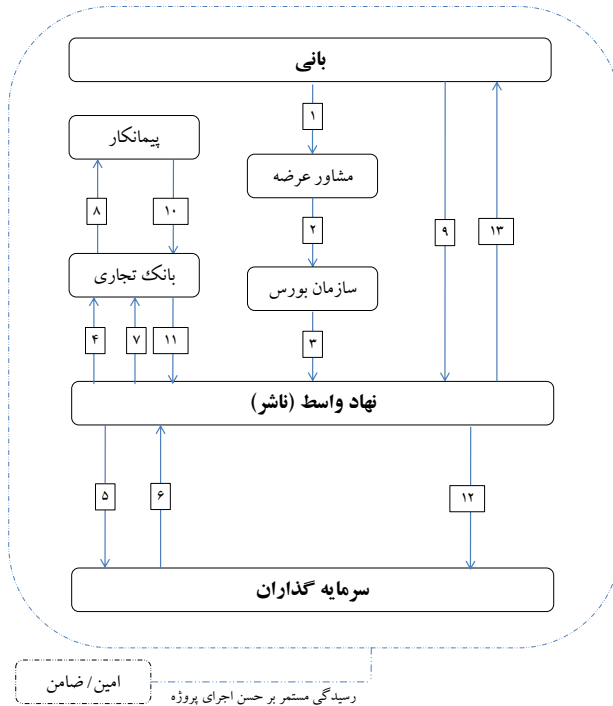 بانی
۱
پیمانکار
مشاور عرضه
۸
۱۰
۲
۹
۱۳
بانک تجاری
سازمان بورس
۴
۷
۱۱
۳
نهاد واسط (ناشر)
۵
۶
۱۲
سرمایه گذاران
امین/ ضامن
رسیدگی مستمر بر حسن اجرای پروژه